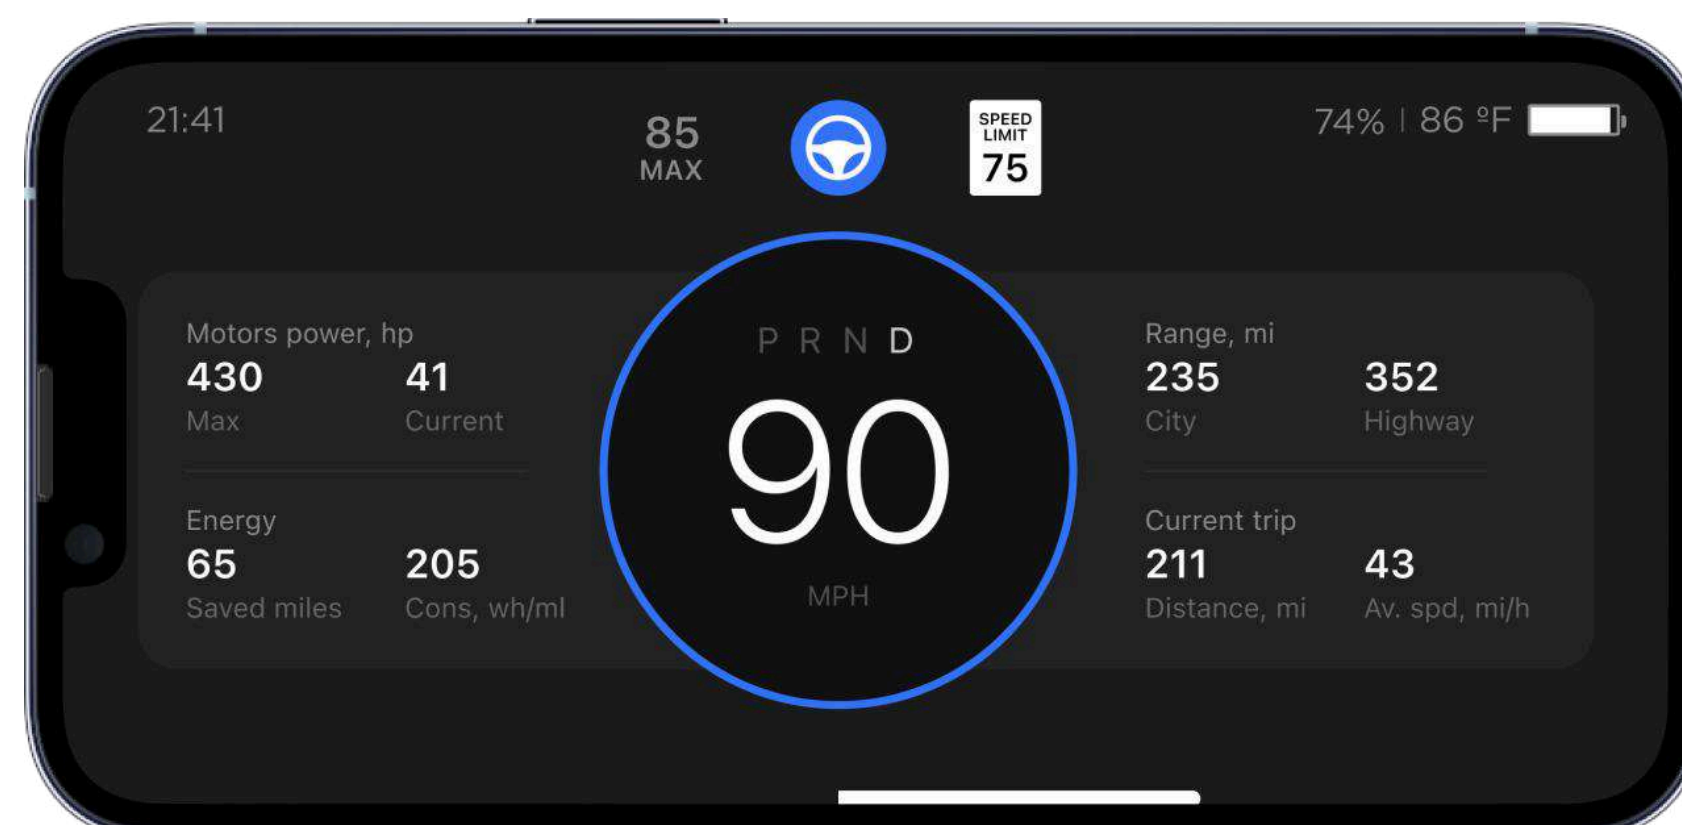 21:41
85
MAX
SPEED
LIMIT
75
74% | 86 ºF
Motors power, hp
430 41
Max Current
Energy
65 205
Saved miles Cons, wh/ml
P R N D
90
MPH
Range, mi
235 352
City Highway
Current trip
211 43
Distance, mi Av. spd, mi/h